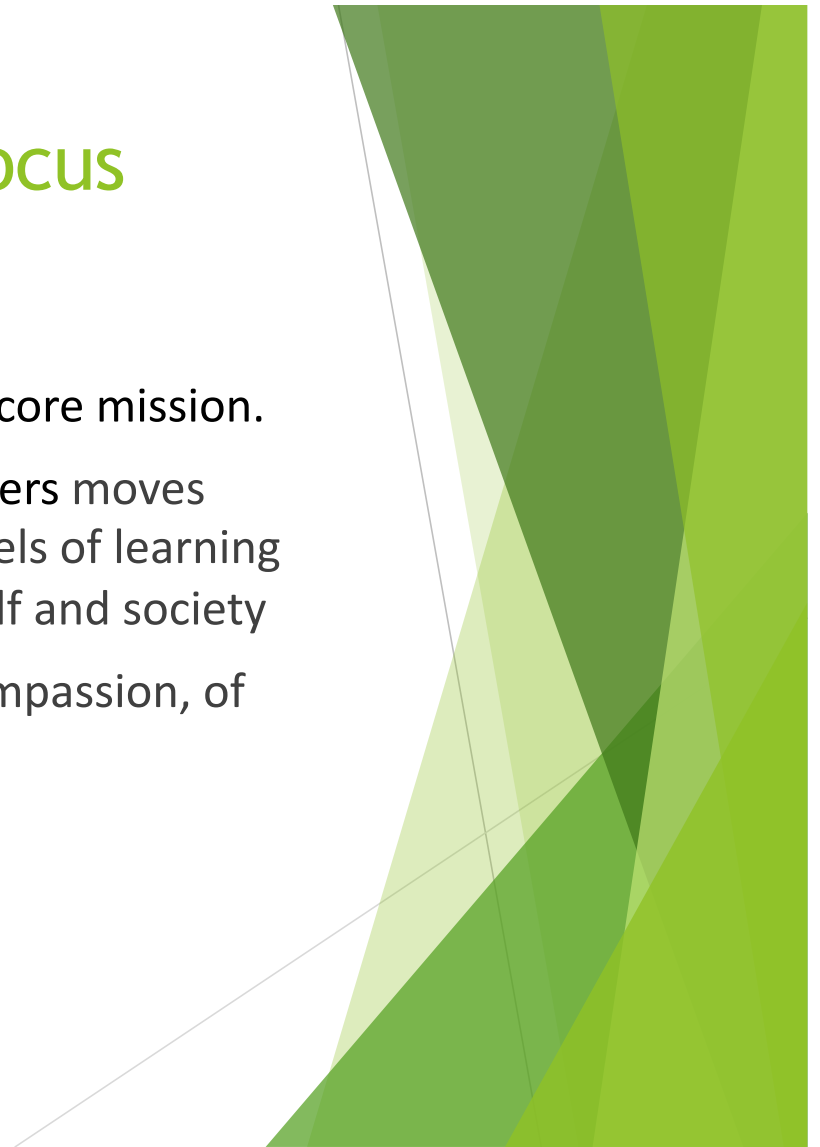 ocus
core mission.
ers moves
els of learning
lf and society
mpassion, of